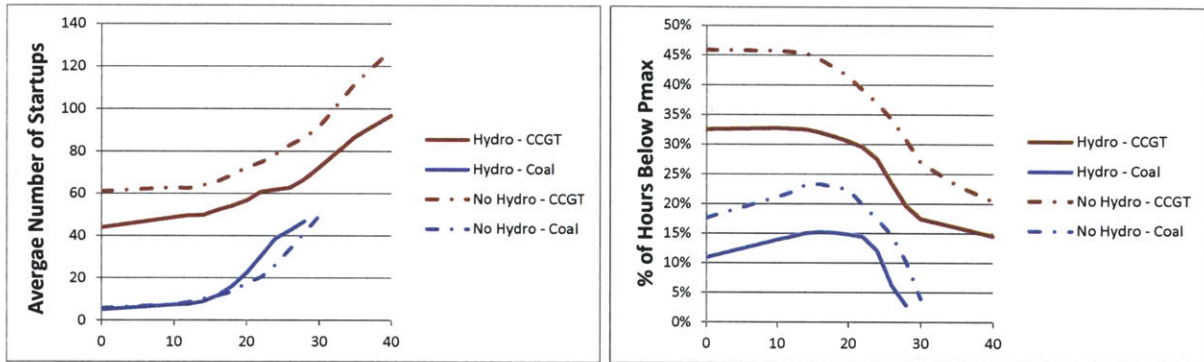 Avergae Number of Startups
140
120
100
80
60
40
20
0
0 10 20 30 40
Hydro - CCGT
Hydro - Coal
No Hydro - CCGT
No Hydro - Coal
% of Hours Below Pmax
50%
45%
40%
35%
30%
25%
20%
15%
10%
5%
0%
0 10 20 30 40
Hydro - CCGT
Hydro - Coal
No Hydro - CCGT
No Hydro - Coal